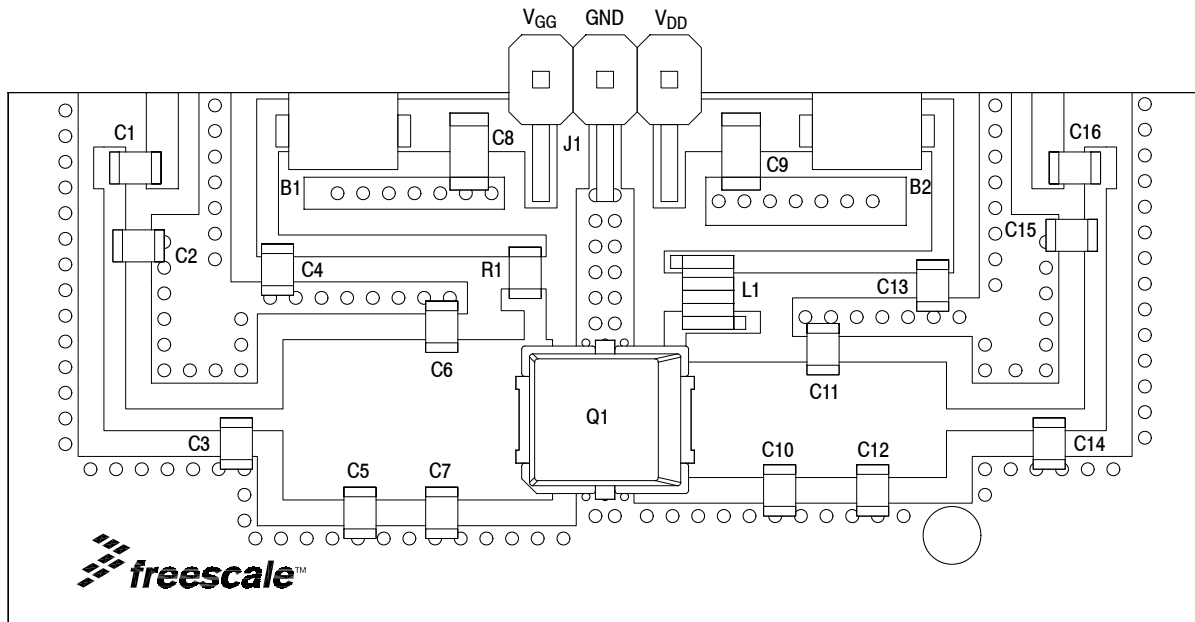 VGG GND VDD
C1 C8 J1 C9 C16
B1 B2
C2 C4 R1 L1 C13 C15
C6 C11
Q1
C3 C10 C12 C14
C5 C7
freescale™